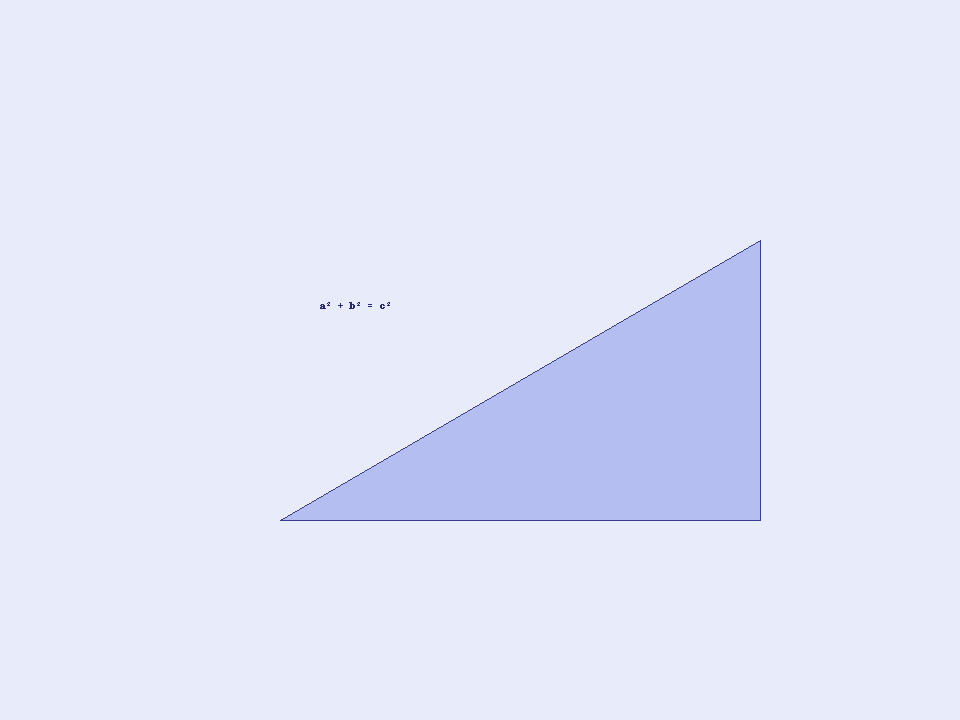 a² + b² = c²